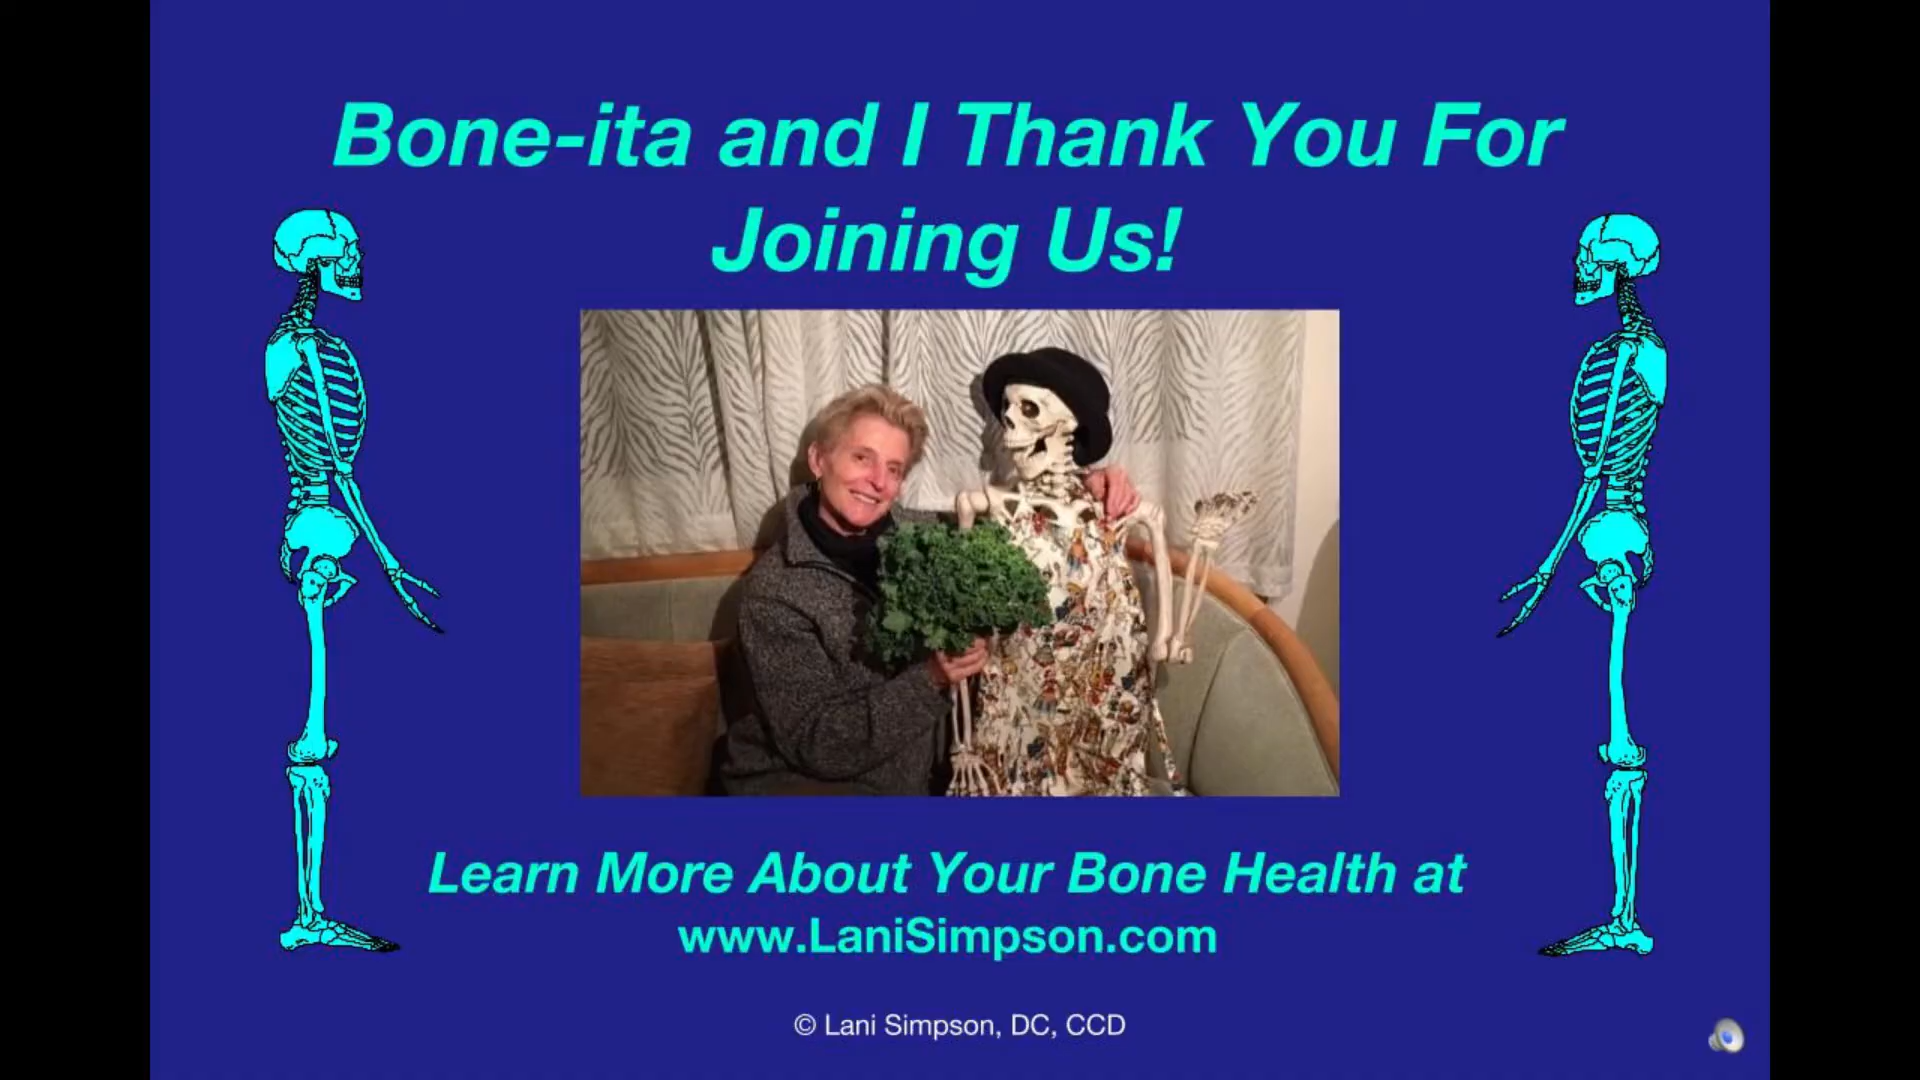 Bone-ita and I Thank You For
Joining Us!
Learn More About Your Bone Health at
www.LaniSimpson.com
© Lani Simpson, DC, CCD